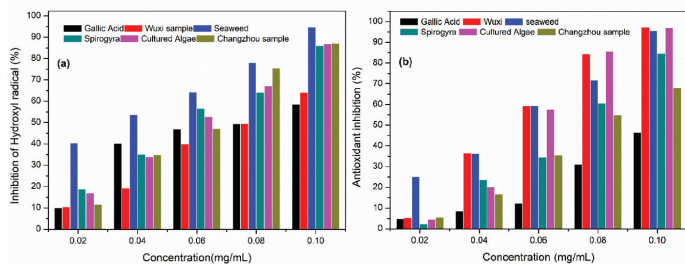 Gallic Acid Wuxi sample Seaweed
Spirogyra Cultured Algae Changzhou sample
(a)
Inhibition of Hydroxyl radical (%)
100
90
80
70
60
50
40
30
20
10
0
0.02 0.04 0.06 0.08 0.10
Concentration(mg/mL)
Gallic Acid Wuxi seaweed
Spirogyra Cultured Algae Changzhou sample
(b)
Antioxidant inhibition (%)
100
90
80
70
60
50
40
30
20
10
0
0.02 0.04 0.06 0.08 0.10
Concentration (mg/mL)